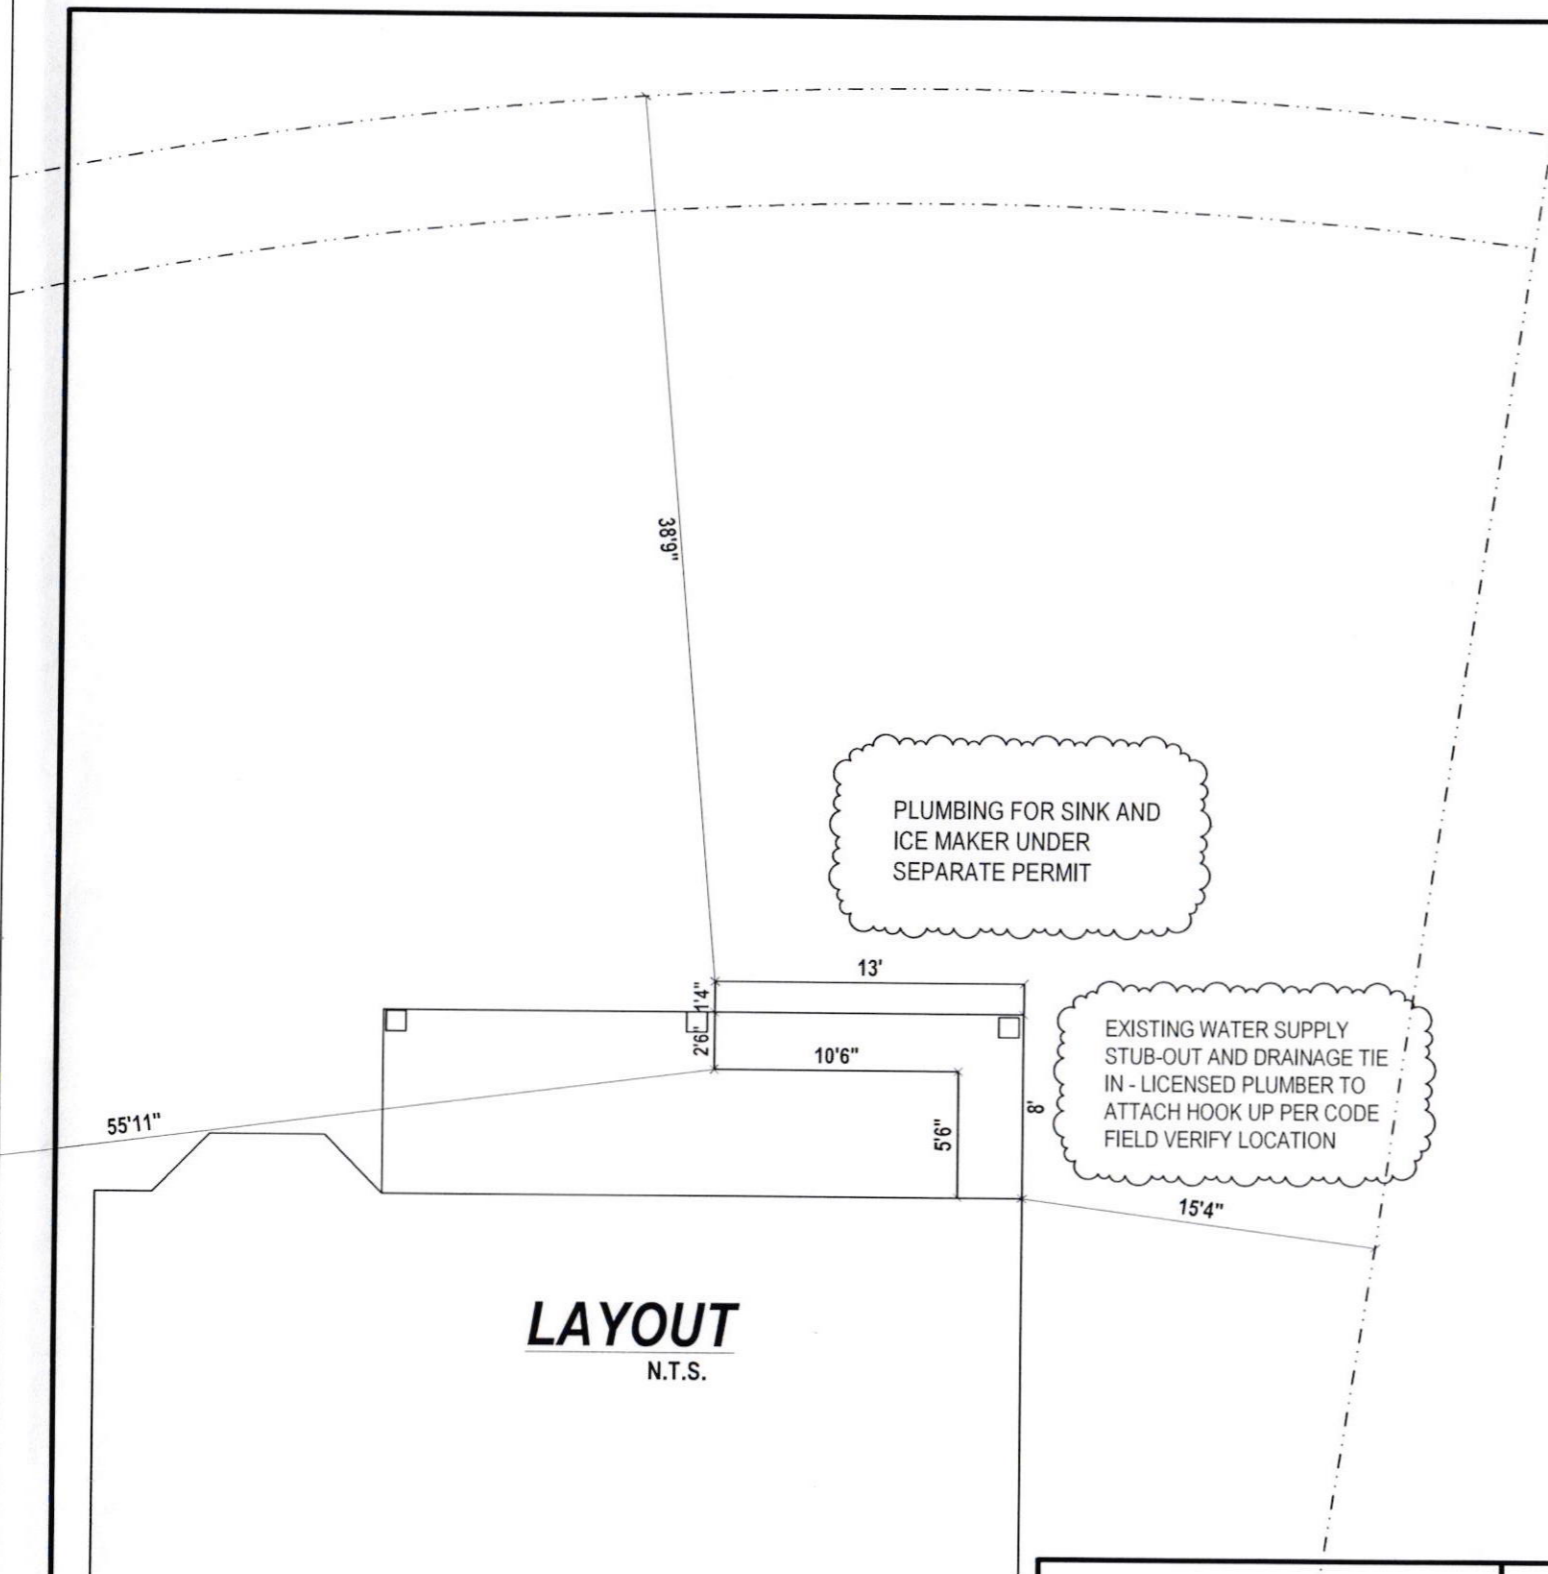 38'9"
PLUMBING FOR SINK AND
ICE MAKER UNDER
SEPARATE PERMIT
13'
1'4"
2'6"
10'6"
EXISTING WATER SUPPLY
STUB-OUT AND DRAINAGE TIE
IN - LICENSED PLUMBER TO
ATTACH HOOK UP PER CODE
FIELD VERIFY LOCATION
8'
5'6"
55'11"
15'4"
LAYOUT
N.T.S.